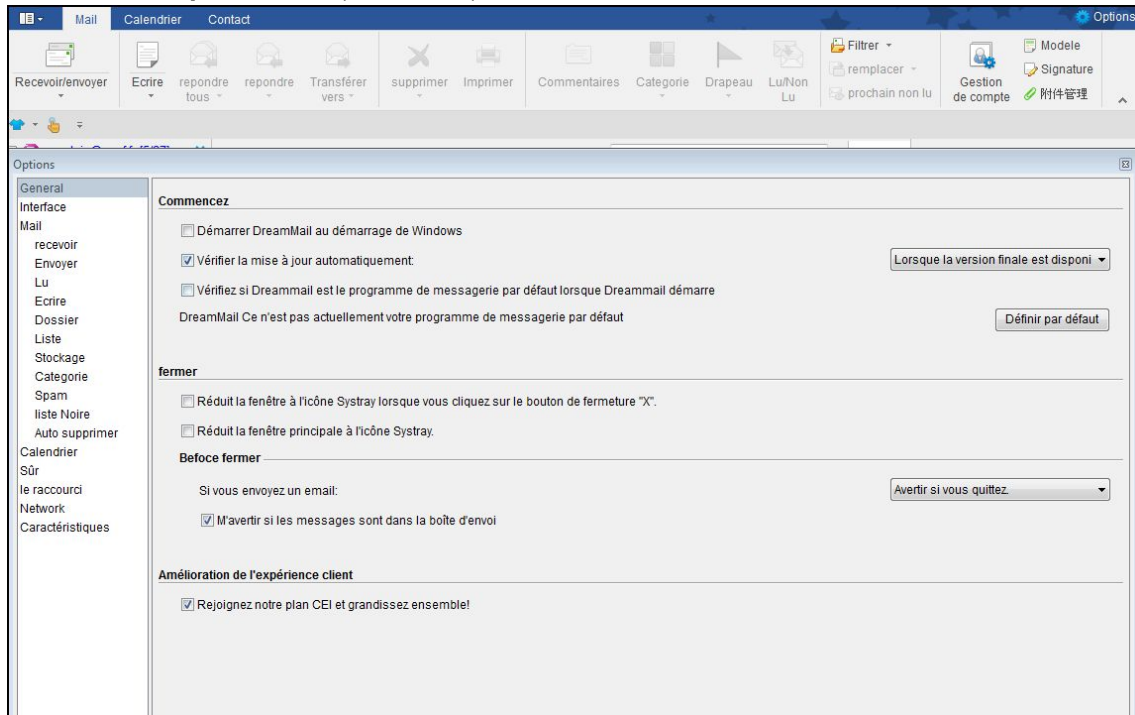 Mail Calendrier Contact Options
Recevoir/envoyer
Ecrire
repondre
tous
repondre
Transférer
vers
supprimer
Imprimer
Commentaires
Categorie
Drapeau
Lu/Non
Lu
Filtrer
remplacer
prochain non lu
Gestion
de compte
Modele
Signature
附件管理
Options
General
Interface
Mail
recevoir
Envoyer
Lu
Ecrire
Dossier
Liste
Stockage
Categorie
Spam
liste Noire
Auto supprimer
Calendrier
Sûr
le raccourci
Network
Caractéristiques
Commencez
Démarrer DreamMail au démarrage de Windows
Vérifier la mise à jour automatiquement: Lorsque la version finale est disponi
Vérifiez si Dreammail est le programme de messagerie par défaut lorsque Dreammail démarre
DreamMail Ce n'est pas actuellement votre programme de messagerie par défaut Définir par défaut
fermer
Réduit la fenêtre à l'icône Systray lorsque vous cliquez sur le bouton de fermeture "X".
Réduit la fenêtre principale à l'icône Systray.
Befoce fermer
Si vous envoyez un email: Avertir si vous quittez.
M'avertir si les messages sont dans la boîte d'envoi
Amélioration de l'expérience client
Rejoignez notre plan CEI et grandissez ensemble!